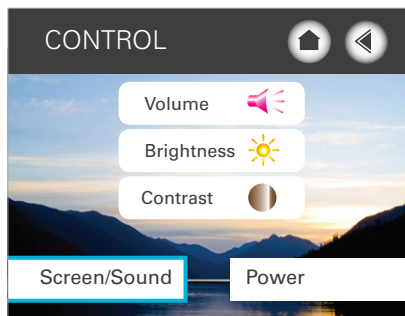 CONTROL
Volume
Brightness
Contrast
Screen/Sound
Power